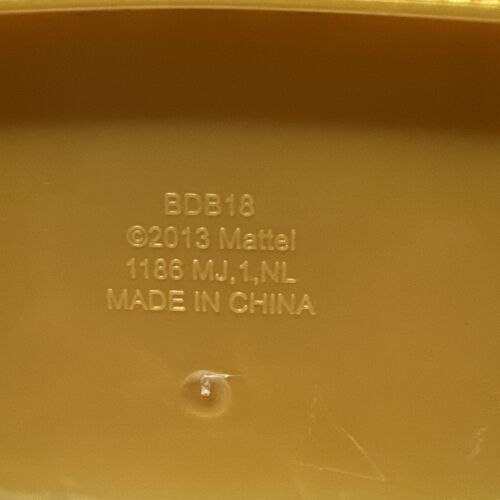 BDB18
©2013 Mattel
1186 MJ,1,NL
MADE IN CHINA